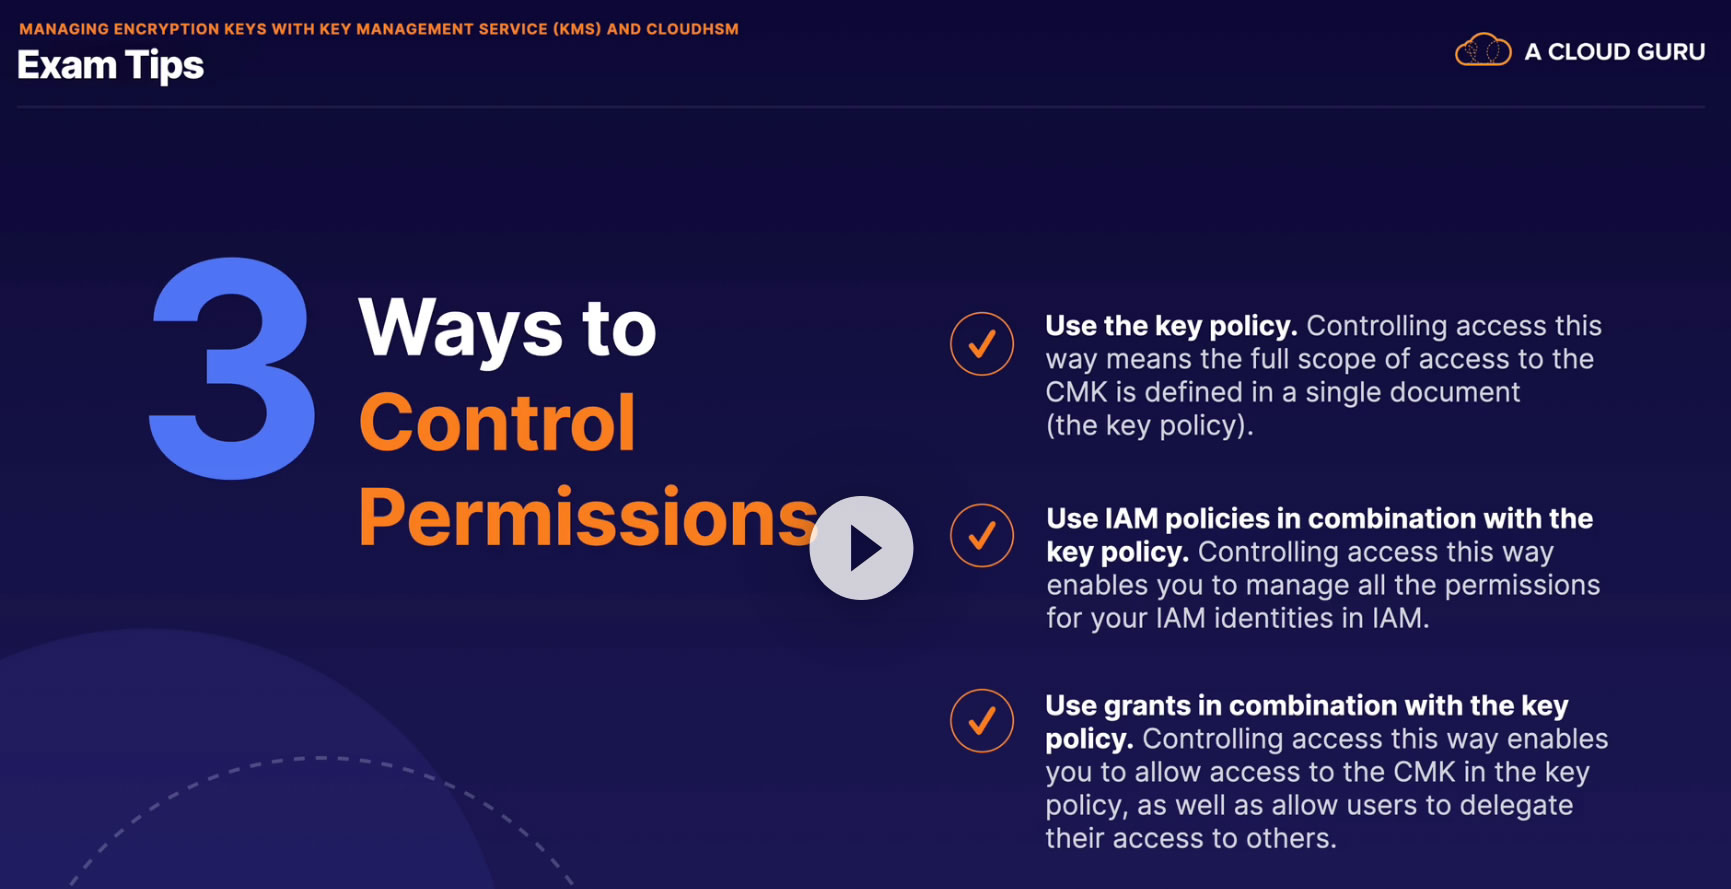 MANAGING ENCRYPTION KEYS WITH KEY MANAGEMENT SERVICE (KMS) AND CLOUDHSM
Exam Tips
A CLOUD GURU
3
Ways to
Control
Permissions
Use the key policy. Controlling access this
way means the full scope of access to the
CMK is defined in a single document
(the key policy).
Use IAM policies in combination with the
key policy. Controlling access this way
enables you to manage all the permissions
for your IAM identities in IAM.
Use grants in combination with the key
policy. Controlling access this way enables
you to allow access to the CMK in the key
policy, as well as allow users to delegate
their access to others.